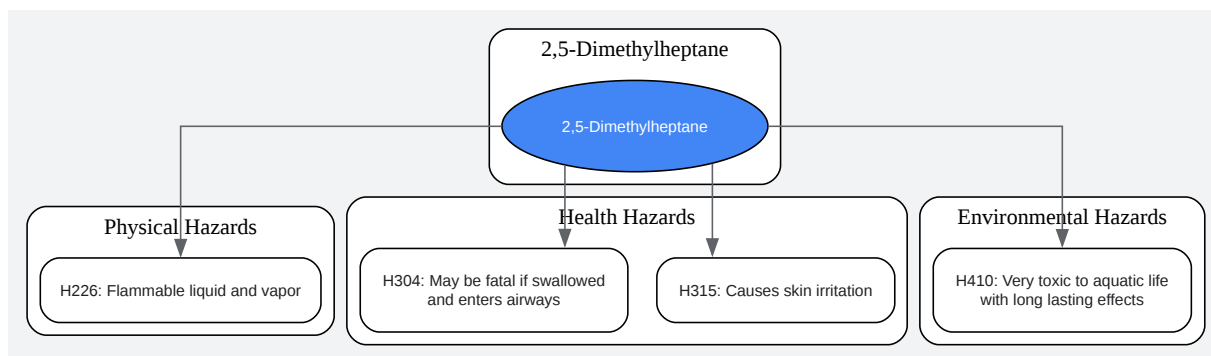 2,5-Dimethylheptane
2,5-Dimethylheptane
Physical Hazards
H226: Flammable liquid and vapor
Health Hazards
H304: May be fatal if swallowed
and enters airways
H315: Causes skin irritation
Environmental Hazards
H410: Very toxic to aquatic life
with long lasting effects